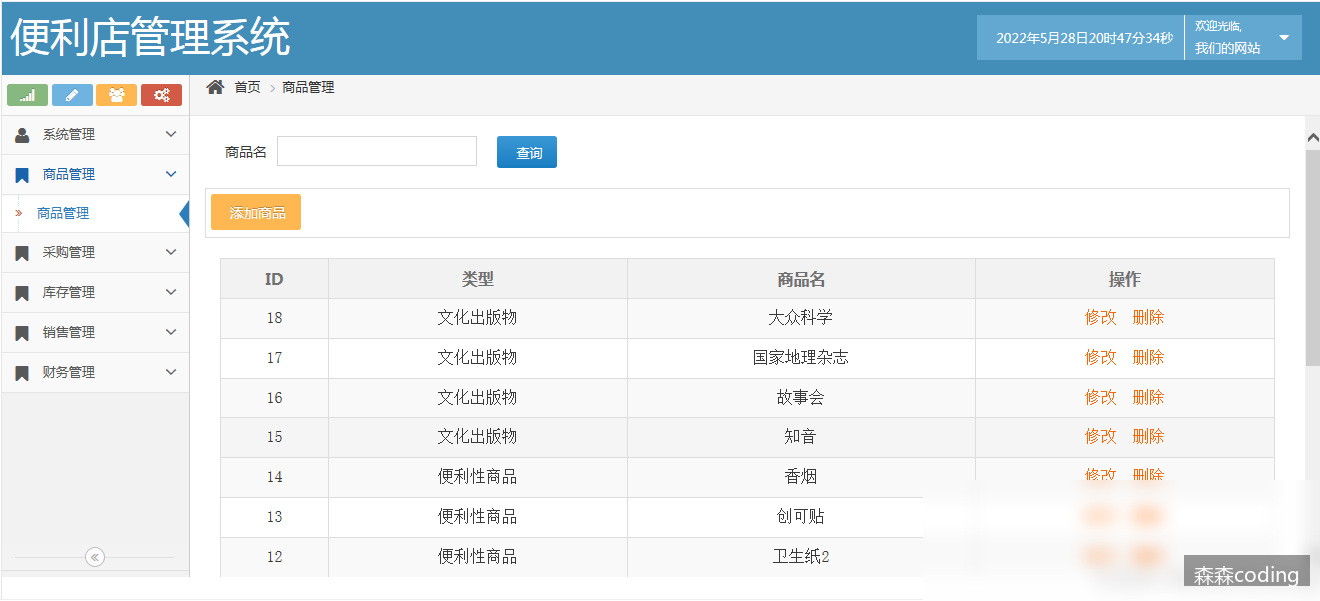 便利店管理系统
2022年5月28日20时47分34秒
欢迎光临,
我们的网站
首页 商品管理
系统管理
商品管理
商品管理
采购管理
库存管理
销售管理
财务管理
商品名
查询
添加商品
ID 类型 商品名 操作
18 文化出版物 大众科学 修改 删除
17 文化出版物 国家地理杂志 修改 删除
16 文化出版物 故事会 修改 删除
15 文化出版物 知音 修改 删除
14 便利性商品 香烟 修改 删除
13 便利性商品 创可贴
12 便利性商品 卫生纸2
森森coding